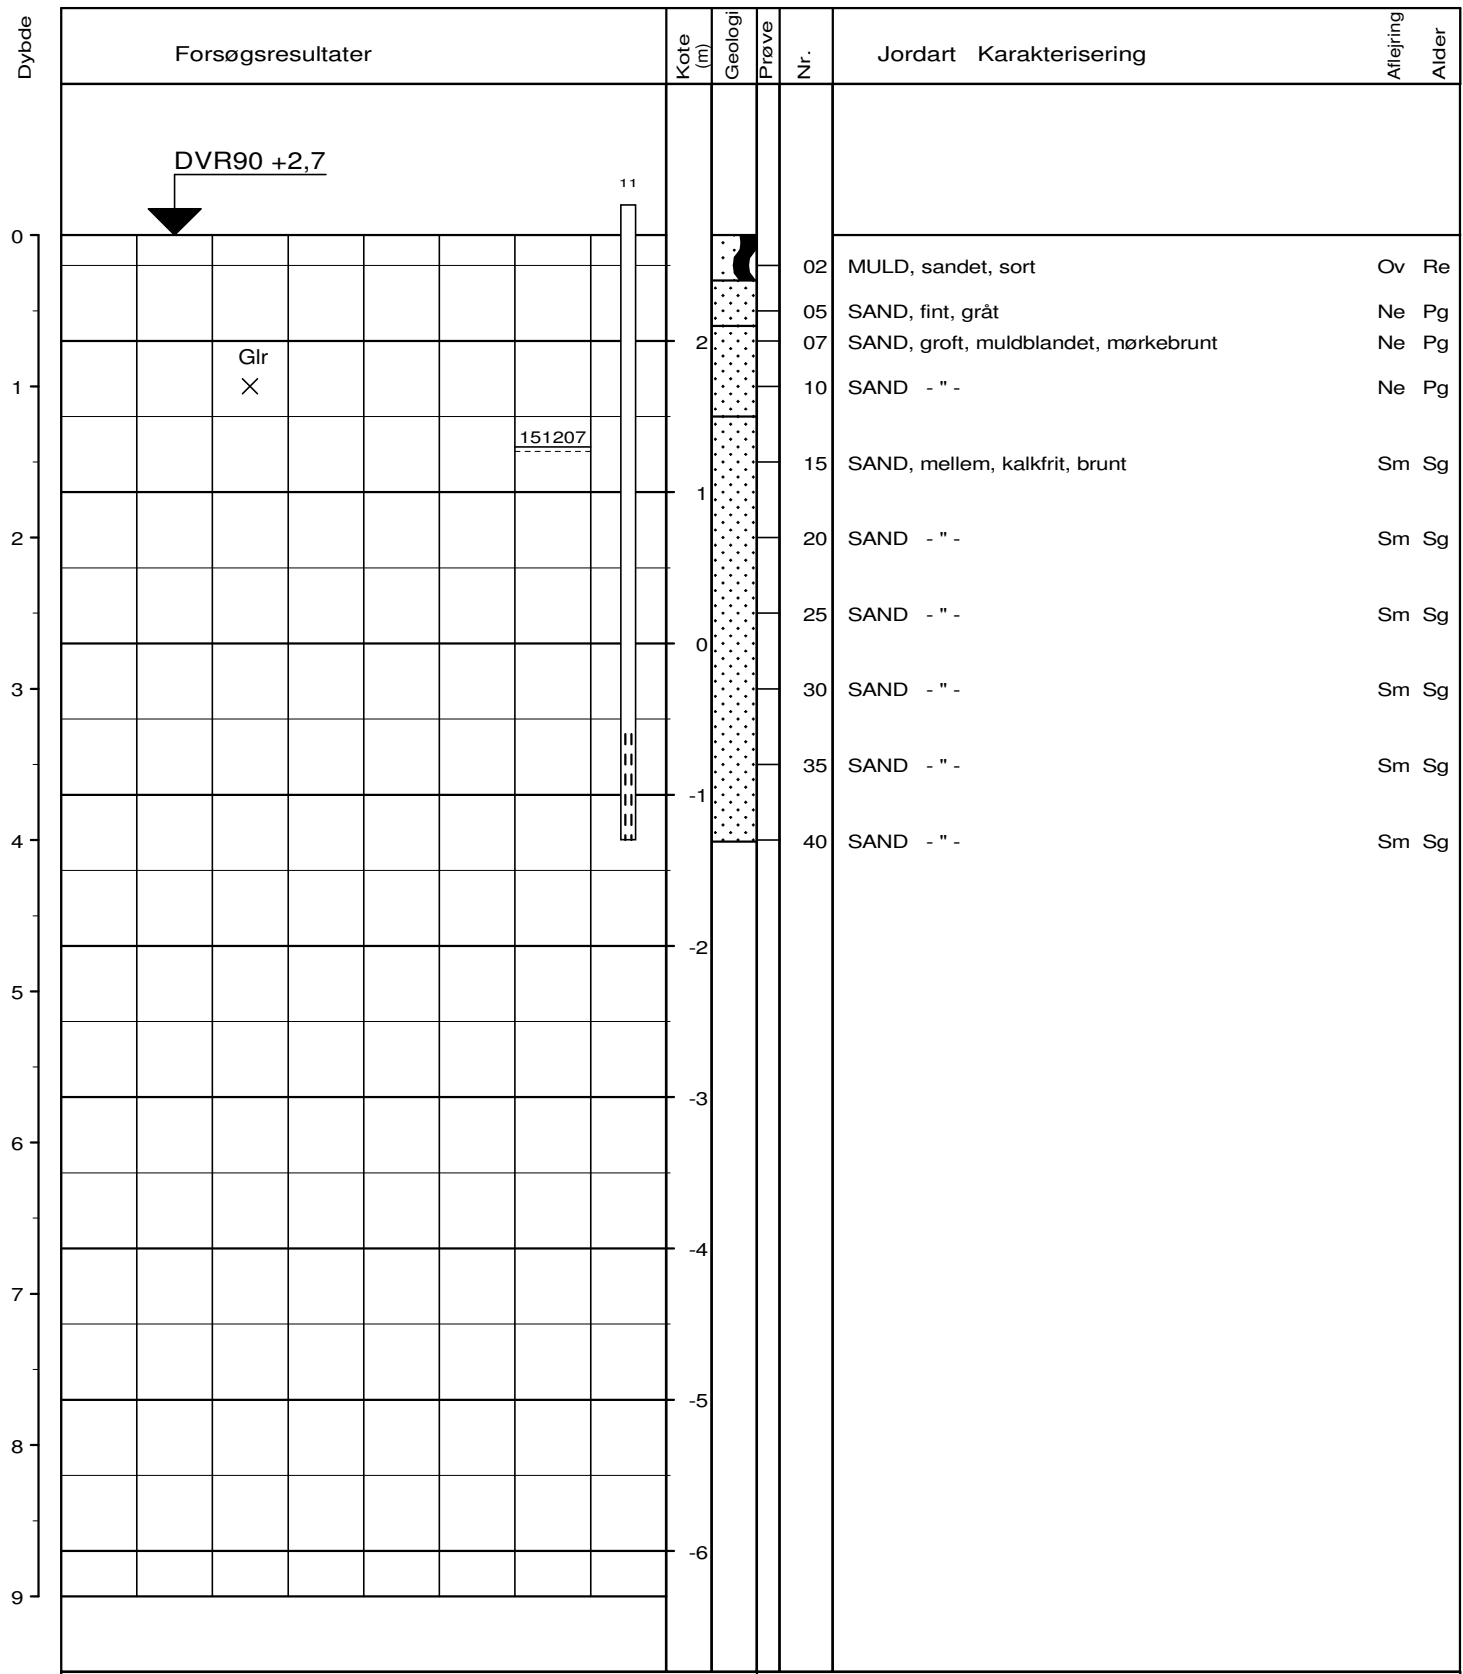 Dybde Forsøgsresultater Kote (m) Geologi Prøve Nr. Jordart Karakterisering Aflejring Alder
DVR90 +2,7
11
0
02 MULD, sandet, sort Ov Re
05 SAND, fint, gråt Ne Pg
2 07 SAND, groft, muldblandet, mørkebrunt Ne Pg
Glr
1 10 SAND - " - Ne Pg
151207
15 SAND, mellem, kalkfrit, brunt Sm Sg
1
2 20 SAND - " - Sm Sg
25 SAND - " - Sm Sg
0
3 30 SAND - " - Sm Sg
35 SAND - " - Sm Sg
-1
4 40 SAND - " - Sm Sg
-2
5
-3
6
-4
7
-5
8
-6
9